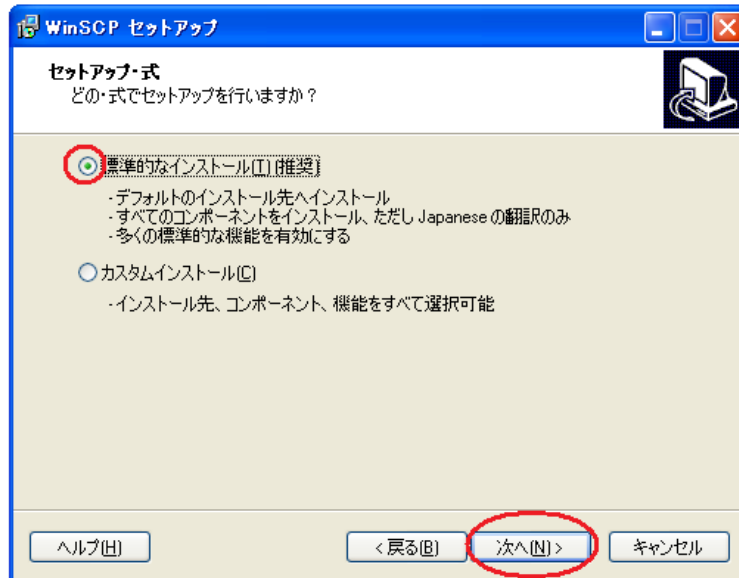 WinSCP セットアップ
セットアップ・式
どの・式でセットアップを行いますか？
標準的なインストール(T) (推奨)
・デフォルトのインストール先へインストール
・すべてのコンポーネントをインストール、ただし Japanese の翻訳のみ
・多くの標準的な機能を有効にする
カスタムインストール(C)
・インストール先、コンポーネント、機能をすべて選択可能
ヘルプ(H) < 戻る(B) 次へ(N) > キャンセル